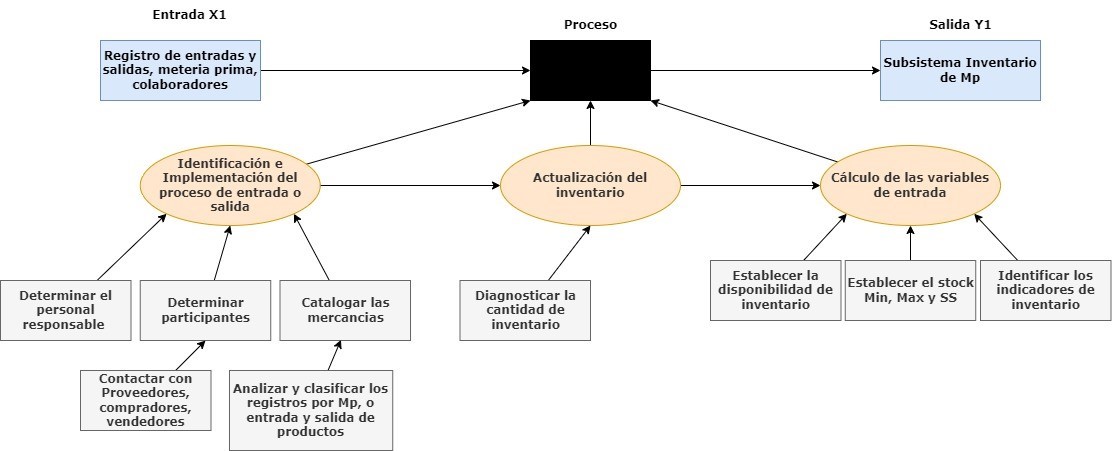 Entrada X1
Proceso
Salida Y1
Registro de entradas y
salidas, meteria prima,
colaboradores
Subsistema Inventario
de Mp
Identificación e
Implementación del
proceso de entrada o
salida
Actualización del
inventario
Cálculo de las variables
de entrada
Determinar el
personal
responsable
Determinar
participantes
Catalogar las
mercancias
Diagnosticar la
cantidad de
inventario
Establecer la
disponibilidad de
inventario
Establecer el stock
Min, Max y SS
Identificar los
indicadores de
inventario
Contactar con
Proveedores,
compradores,
vendedores
Analizar y clasificar los
registros por Mp, o
entrada y salida de
productos